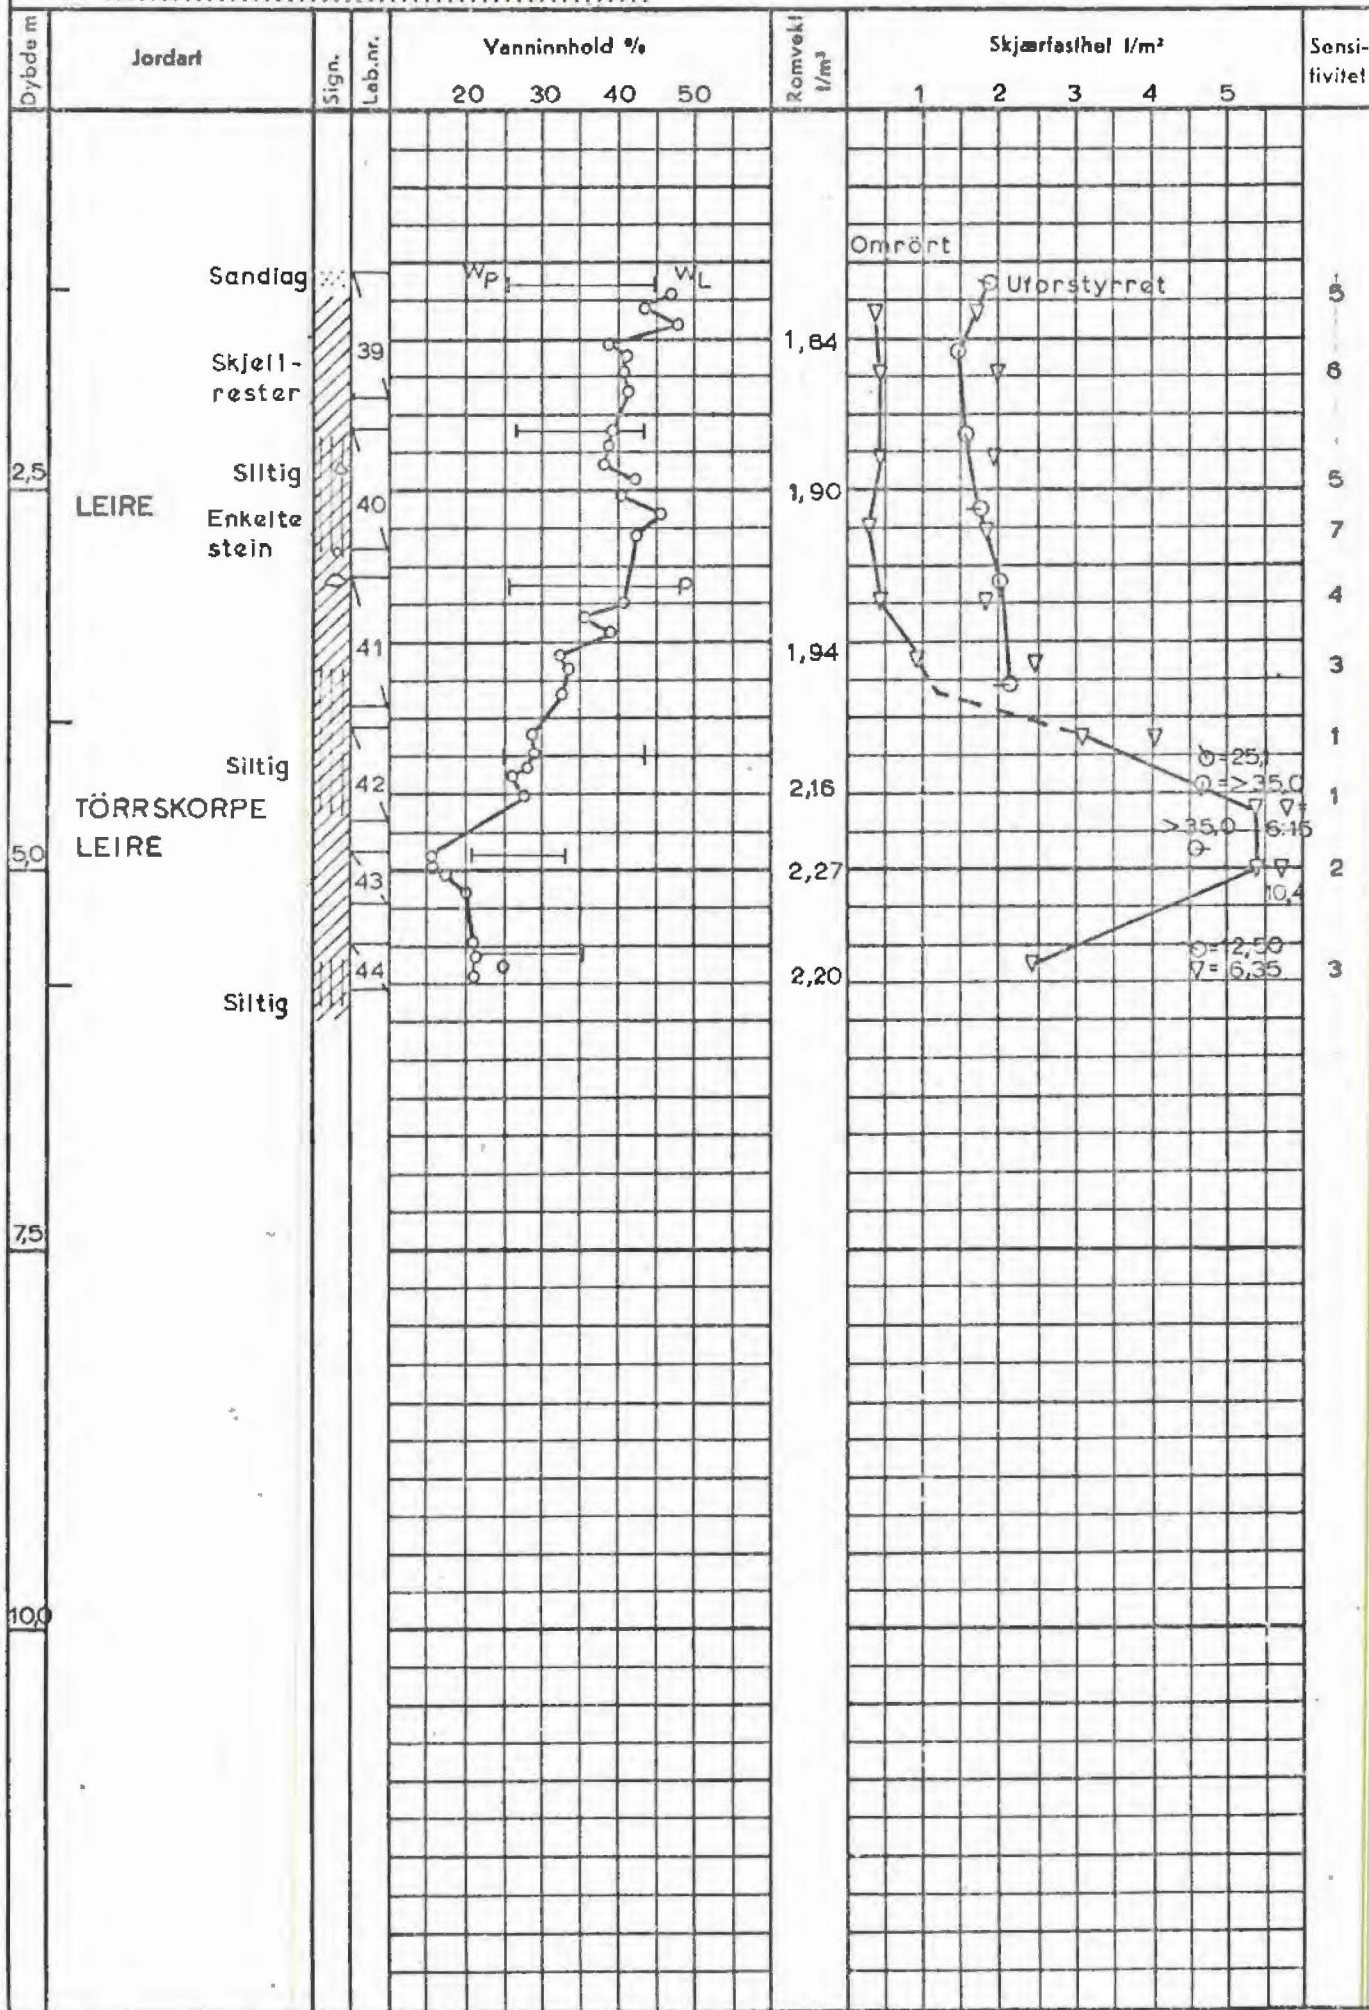 Dybde m
Jordart
Sign.
Lab.nr.
Vanninnhold %
20 30 40 50
Romvekt t/m³
Skjærfasthet t/m²
1 2 3 4 5
Sensi-
tivitet
Omrört
Sandlag
Wp WL
Uforstyrret
5
1,84
39
Skjell-
rester
6
2,5
Siltig
5
LEIRE
40
1,90
Enkelte
stein
7
4
41
1,94
3
1
Siltig
=25,1
42
2,16
=>35,0
1
TÖRRSKORPE
>35,0
=
6.15
LEIRE
5,0
43
2,27
2
10,4
=12,50
44
2,20
= 6,35
3
Siltig
7,5
10,0